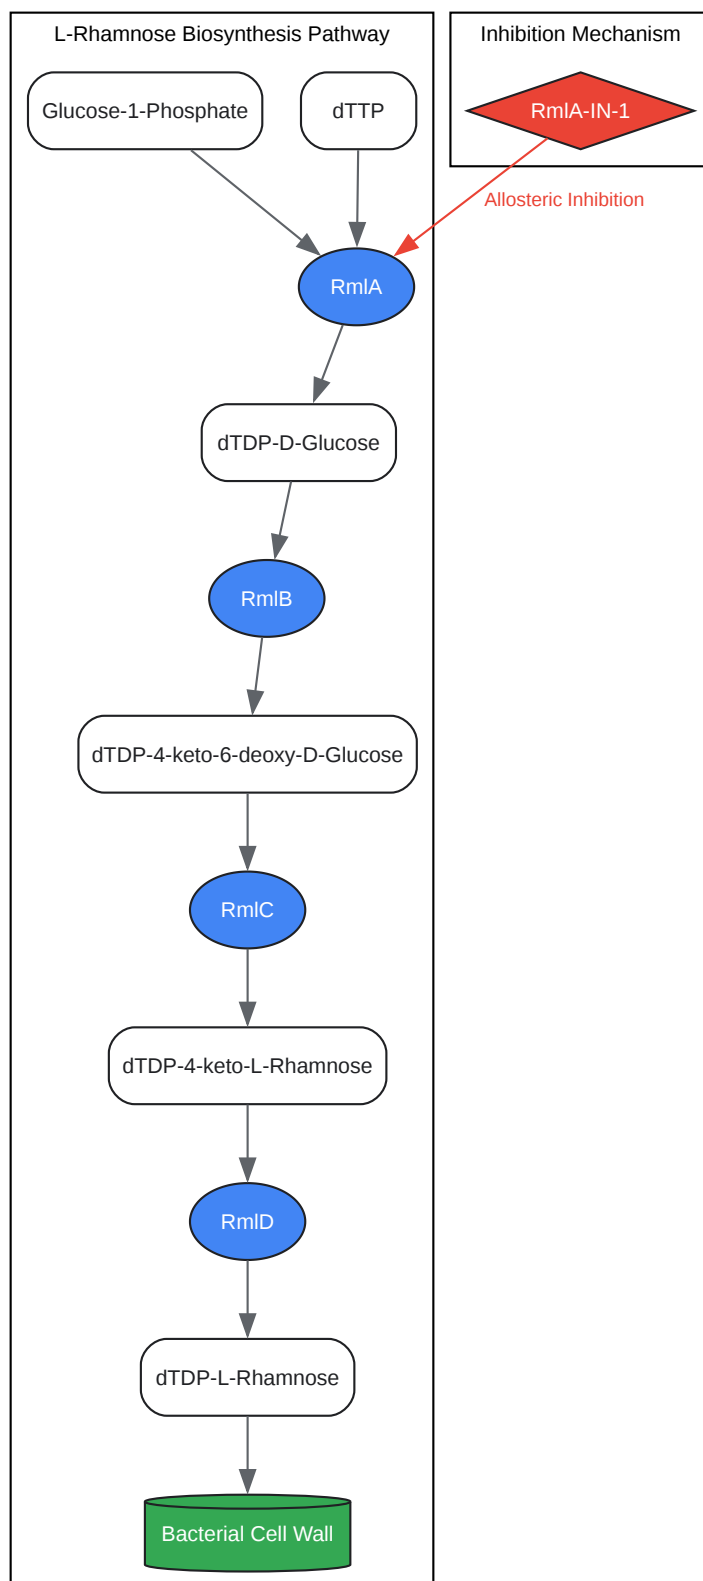 L-Rhamnose Biosynthesis Pathway
Inhibition Mechanism
Glucose-1-Phosphate
dTTP
RmlA-IN-1
Allosteric Inhibition
RmlA
dTDP-D-Glucose
RmlB
dTDP-4-keto-6-deoxy-D-Glucose
RmlC
dTDP-4-keto-L-Rhamnose
RmlD
dTDP-L-Rhamnose
Bacterial Cell Wall